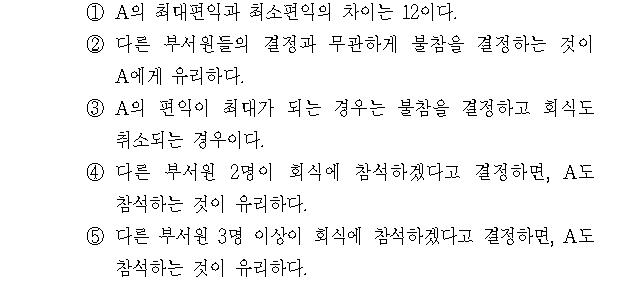 ① A의 최대편익과 최소편익의 차이는 12이다.
② 다른 부서원들의 결정과 무관하게 불참을 결정하는 것이
A에게 유리하다.
③ A의 편익이 최대가 되는 경우는 불참을 결정하고 회식도
취소되는 경우이다.
④ 다른 부서원 2명이 회식에 참석하겠다고 결정하면, A도
참석하는 것이 유리하다.
⑤ 다른 부서원 3명 이상이 회식에 참석하겠다고 결정하면, A도
참석하는 것이 유리하다.